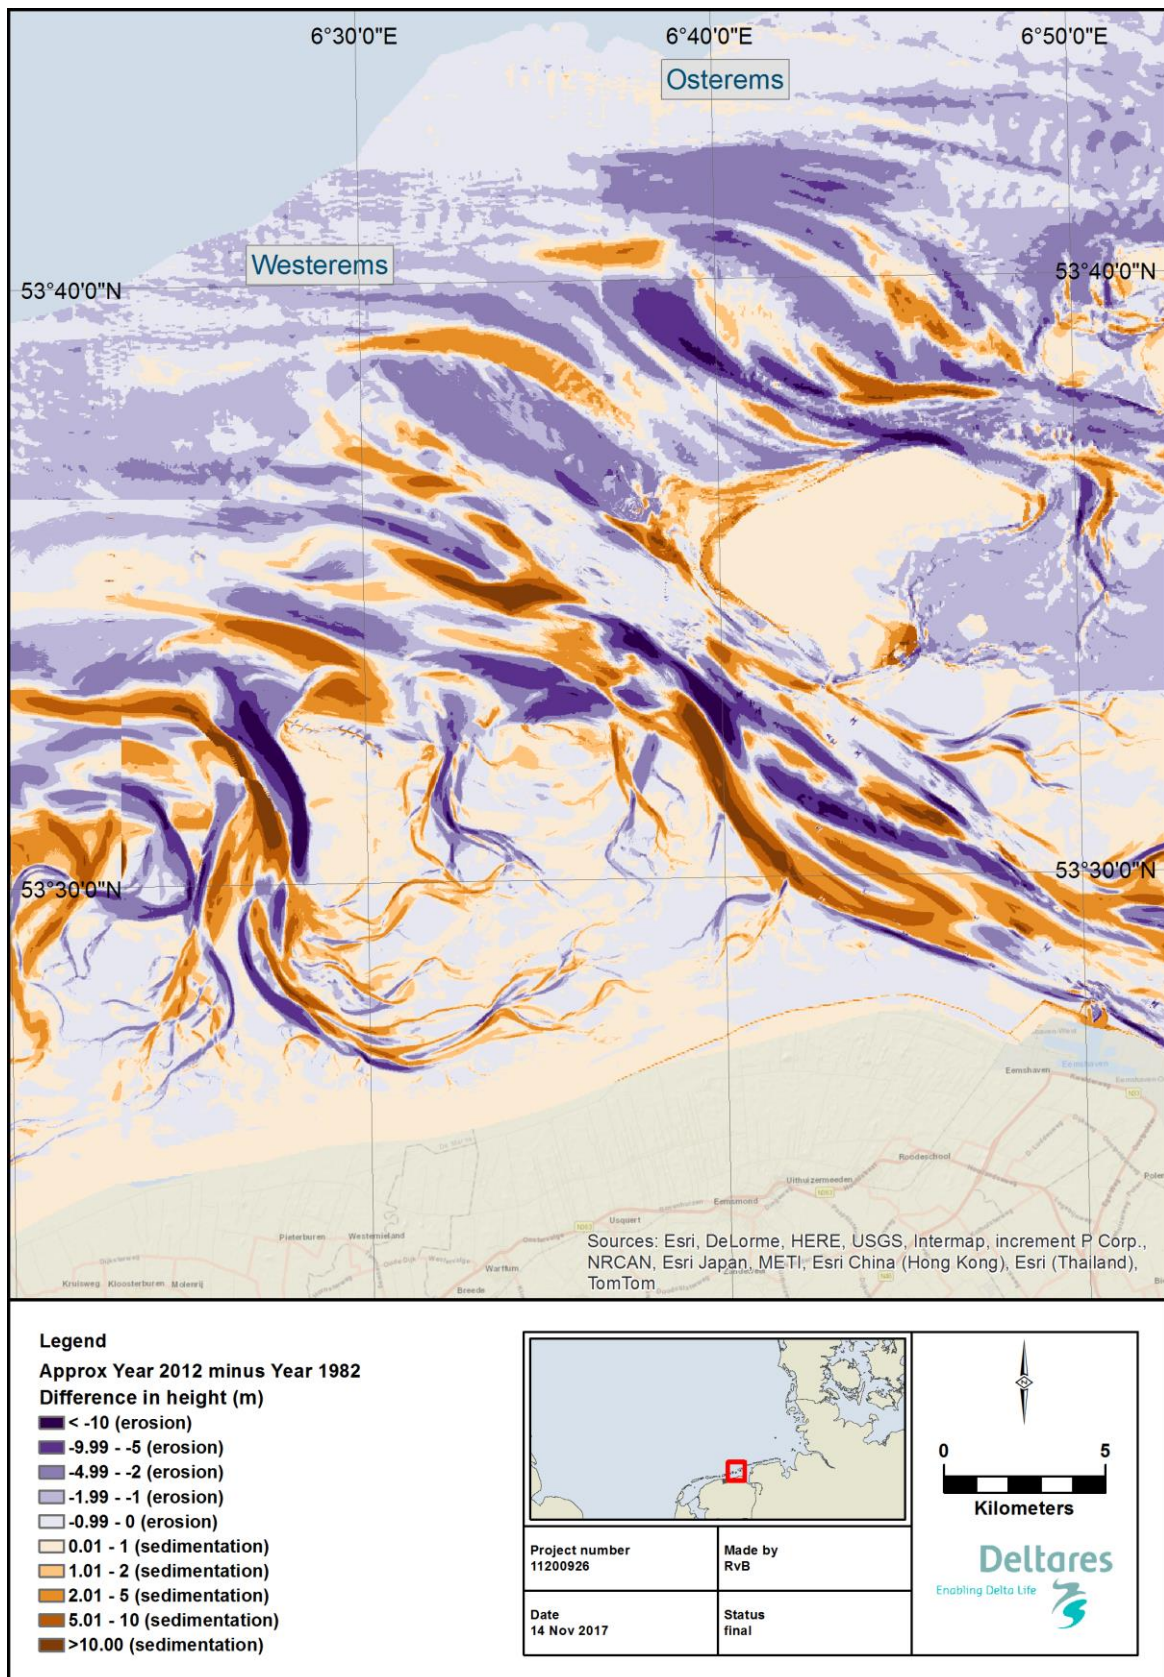 6°30'0"E
6°40'0"E
6°50'0"E
Osterems
Westerems
53°40'0"N
53°40'0"N
53°30'0"N
53°30'0"N
Eemshaven
Eemshaven
Roodeschool
Uithuizermeeden
Eemsmond
Usquert
Pieterburen
Westernieland
Warffum
Breede
Kruisweg
Kloosterburen
Molenrij
N363
N363
Sources: Esri, DeLorme, HERE, USGS, Intermap, increment P Corp.,
NRCAN, Esri Japan, METI, Esri China (Hong Kong), Esri (Thailand),
TomTom
Legend
Approx Year 2012 minus Year 1982
Difference in height (m)
< -10 (erosion)
-9.99 - -5 (erosion)
-4.99 - -2 (erosion)
-1.99 - -1 (erosion)
-0.99 - 0 (erosion)
0.01 - 1 (sedimentation)
1.01 - 2 (sedimentation)
2.01 - 5 (sedimentation)
5.01 - 10 (sedimentation)
>10.00 (sedimentation)
Project number
11200926
Made by
RvB
Date
14 Nov 2017
Status
final
N
0 5
Kilometers
Deltares
Enabling Delta Life